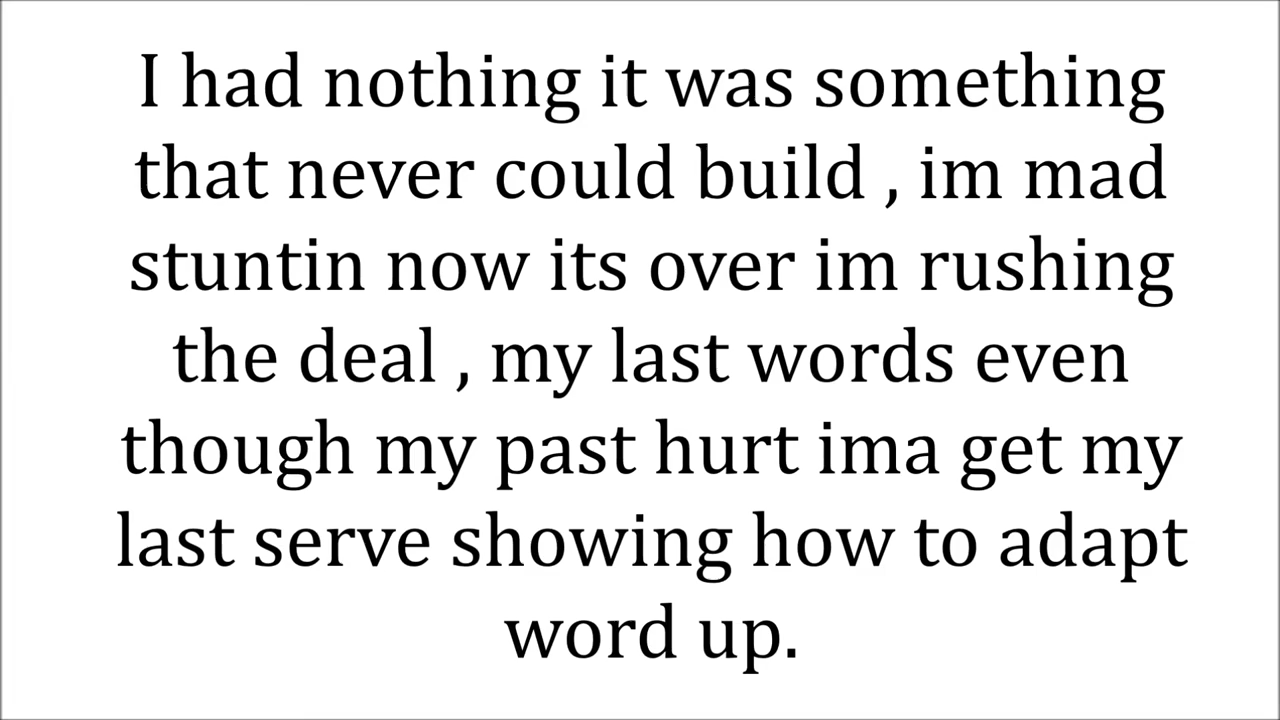 I had nothing it was something
that never could build , im mad
stuntin now its over im rushing
the deal , my last words even
though my past hurt ima get my
last serve showing how to adapt
word up.